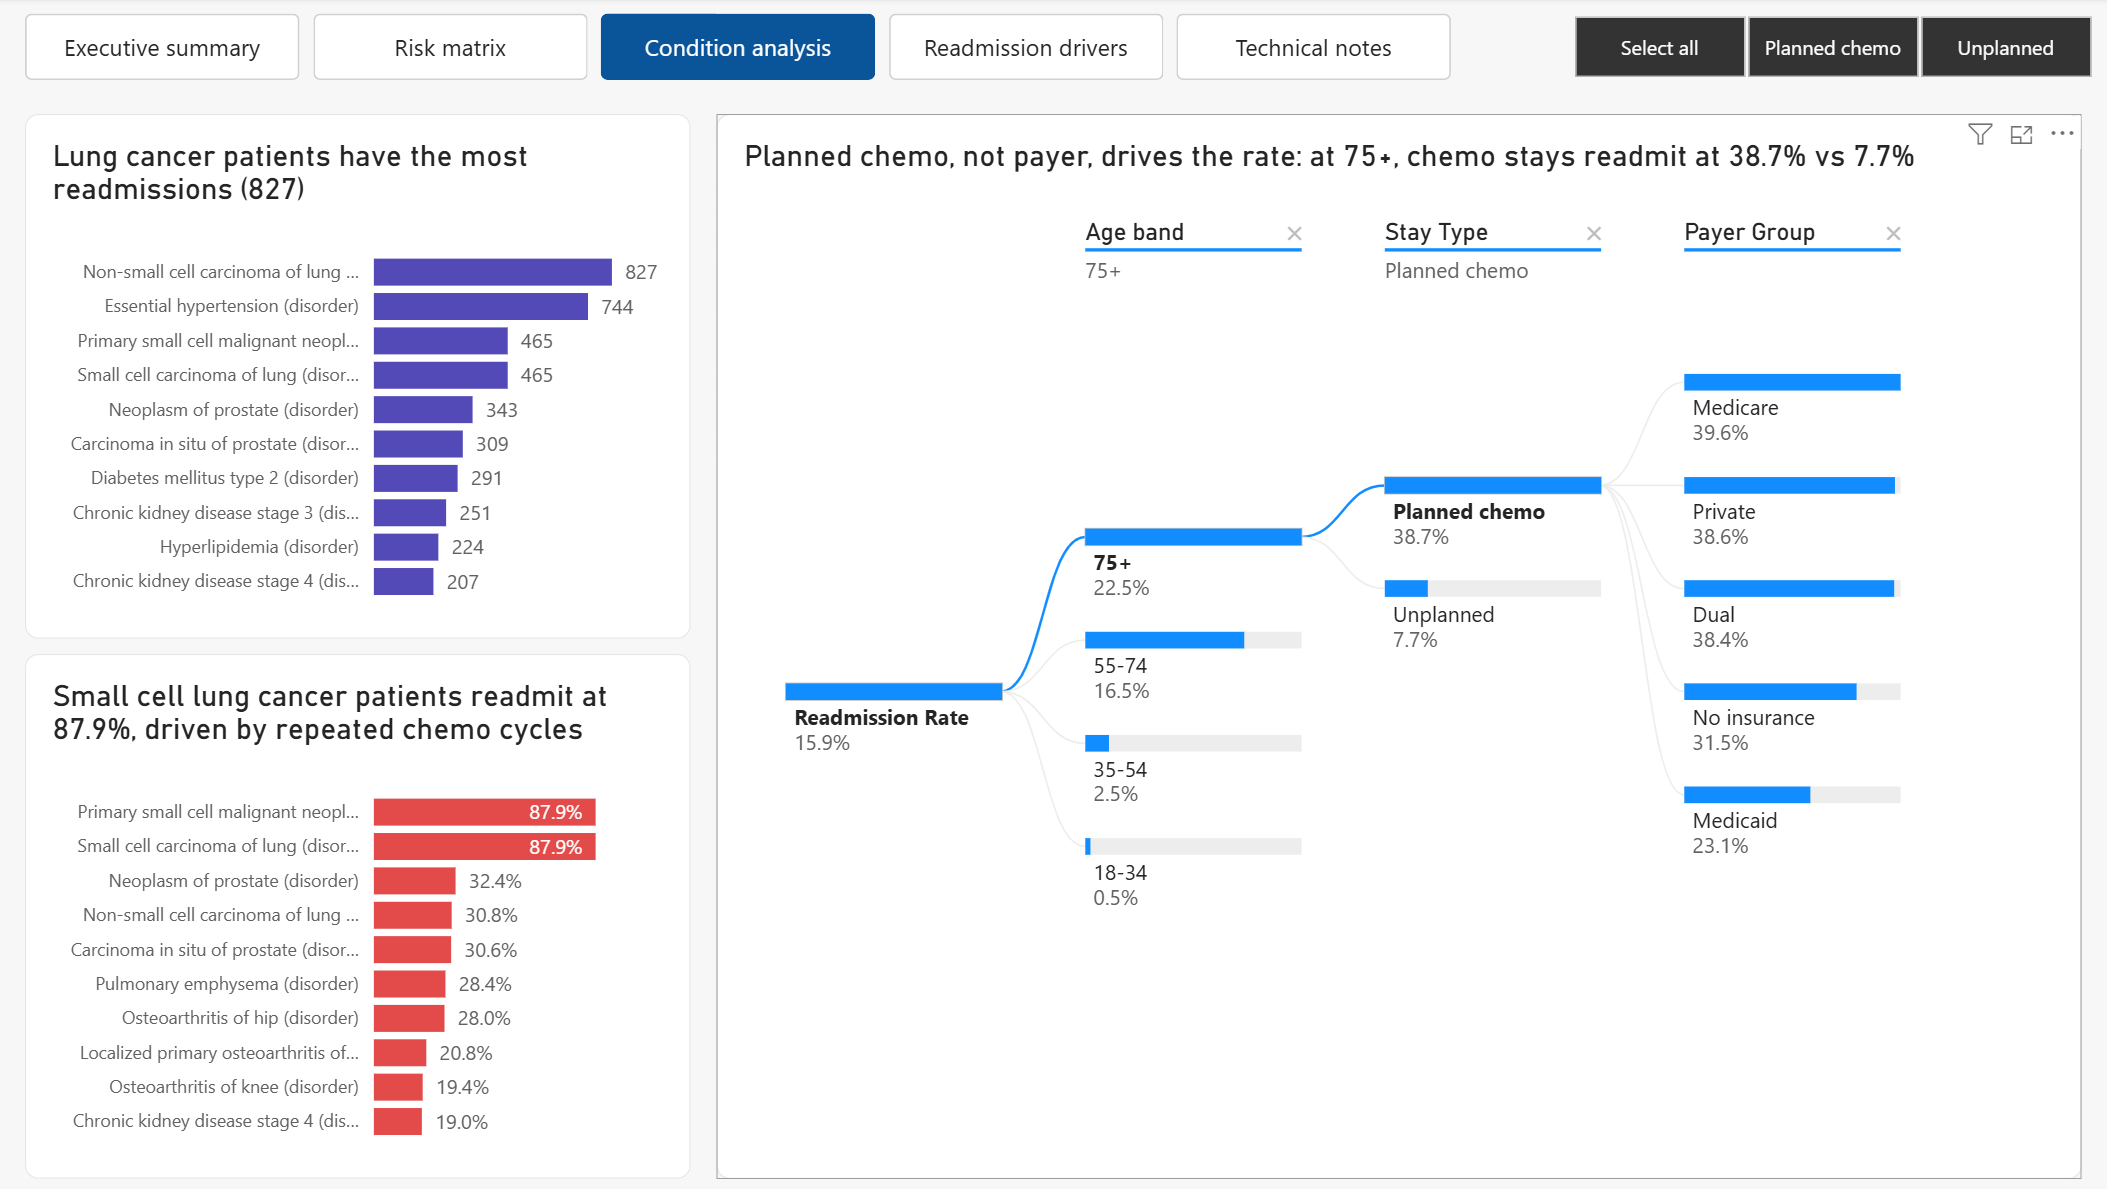 Executive summary
Risk matrix
Condition analysis
Readmission drivers
Technical notes
Select all
Planned chemo
Unplanned
Lung cancer patients have the most
readmissions (827)
Non-small cell carcinoma of lung ... 827
Essential hypertension (disorder) 744
Primary small cell malignant neopl... 465
Small cell carcinoma of lung (disor... 465
Neoplasm of prostate (disorder) 343
Carcinoma in situ of prostate (disor... 309
Diabetes mellitus type 2 (disorder) 291
Chronic kidney disease stage 3 (dis... 251
Hyperlipidemia (disorder) 224
Chronic kidney disease stage 4 (dis... 207
Small cell lung cancer patients readmit at
87.9%, driven by repeated chemo cycles
Primary small cell malignant neopl... 87.9%
Small cell carcinoma of lung (disor... 87.9%
Neoplasm of prostate (disorder) 32.4%
Non-small cell carcinoma of lung ... 30.8%
Carcinoma in situ of prostate (disor... 30.6%
Pulmonary emphysema (disorder) 28.4%
Osteoarthritis of hip (disorder) 28.0%
Localized primary osteoarthritis of... 20.8%
Osteoarthritis of knee (disorder) 19.4%
Chronic kidney disease stage 4 (dis... 19.0%
Planned chemo, not payer, drives the rate: at 75+, chemo stays readmit at 38.7% vs 7.7%
Age band
75+
Stay Type
Planned chemo
Payer Group
Readmission Rate
15.9%
75+
22.5%
55-74
16.5%
35-54
2.5%
18-34
0.5%
Planned chemo
38.7%
Unplanned
7.7%
Medicare
39.6%
Private
38.6%
Dual
38.4%
No insurance
31.5%
Medicaid
23.1%